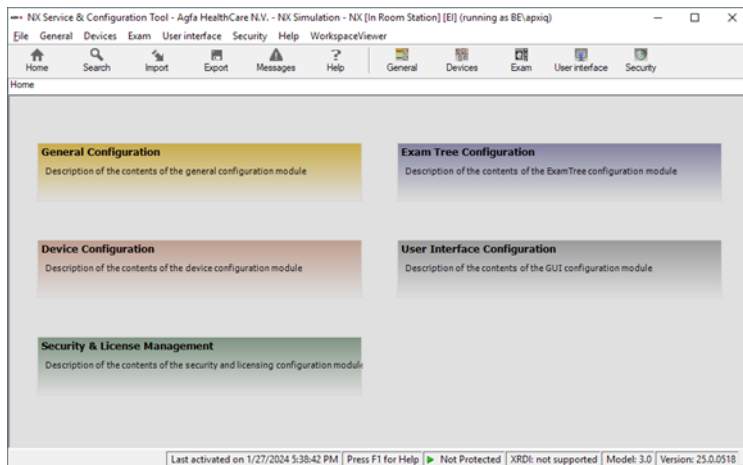 NX Service & Configuration Tool - Agfa HealthCare N.V. - NX Simulation - NX [In Room Station] [EI] (running as BE\apxiq)
File General Devices Exam User interface Security Help WorkspaceViewer
Home Search Import Export Messages Help General Devices Exam User interface Security
Home
General Configuration
Description of the contents of the general configuration module
Exam Tree Configuration
Description of the contents of the ExamTree configuration module
Device Configuration
Description of the contents of the device configuration module
User Interface Configuration
Description of the contents of the GUI configuration module
Security & License Management
Description of the contents of the security and licensing configuration module
Last activated on 1/27/2024 5:38:42 PM Press F1 for Help Not Protected XRDI: not supported Model: 3.0 Version: 25.0.0518